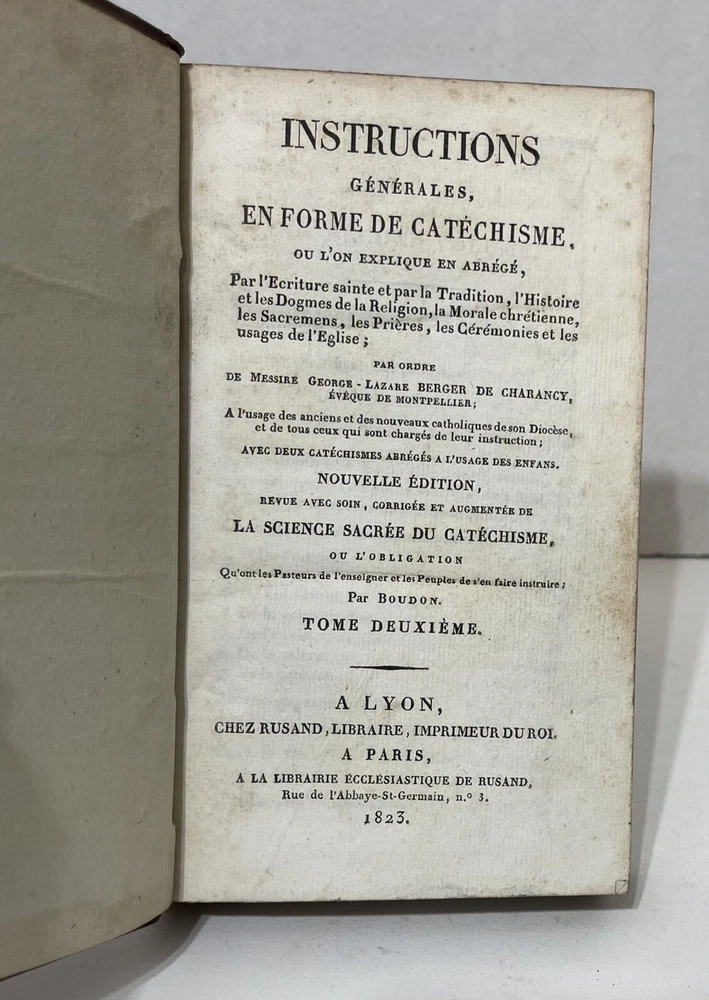 INSTRUCTIONS
GÉNÉRALES,
EN FORME DE CATÉCHISME,
OU L'ON EXPLIQUE EN ABRÉGÉ,
Par l'Ecriture sainte et par la Tradition, l'Histoire
et les Dogmes de la Religion, la Morale chrétienne,
les Sacremens, les Prières, les Cérémonies et les
usages de l'Eglise;
PAR ORDRE
DE MESSIRE GEORGE-LAZARE BERGER DE CHARANCY,
ÉVÊQUE DE MONTPELLIER;
A l'usage des anciens et des nouveaux catholiques de son Diocèse,
et de tous ceux qui sont chargés de leur instruction;
AVEC DEUX CATÉCHISMES ABRÉGÉS A L'USAGE DES ENFANS.
NOUVELLE ÉDITION,
REVUE AVEC SOIN, CORRIGÉE ET AUGMENTÉE DE
LA SCIENCE SACRÉE DU CATÉCHISME,
OU L'OBLIGATION
Qu'ont les Pasteurs de l'enseigner et les Peuples de s'en faire instruire;
Par BOUDON.
TOME DEUXIÈME.
A LYON,
CHEZ RUSAND, LIBRAIRE, IMPRIMEUR DU ROI.
A PARIS,
A LA LIBRAIRIE ECCLÉSIASTIQUE DE RUSAND,
Rue de l'Abbaye-St-Germain, n.º 3.
1823.